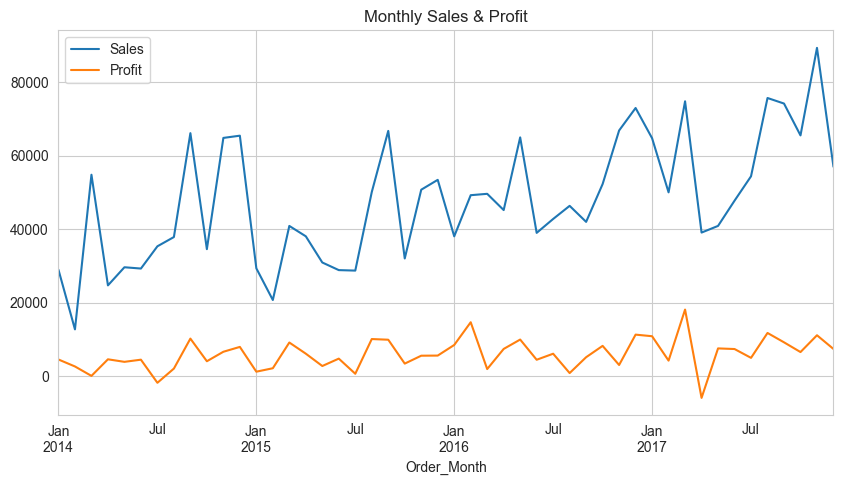 Monthly Sales & Profit
Sales
Profit
80000
60000
40000
20000
0
Jan Jul Jan Jul Jan Jul Jan Jul
2014 2015 2016 2017
Order_Month